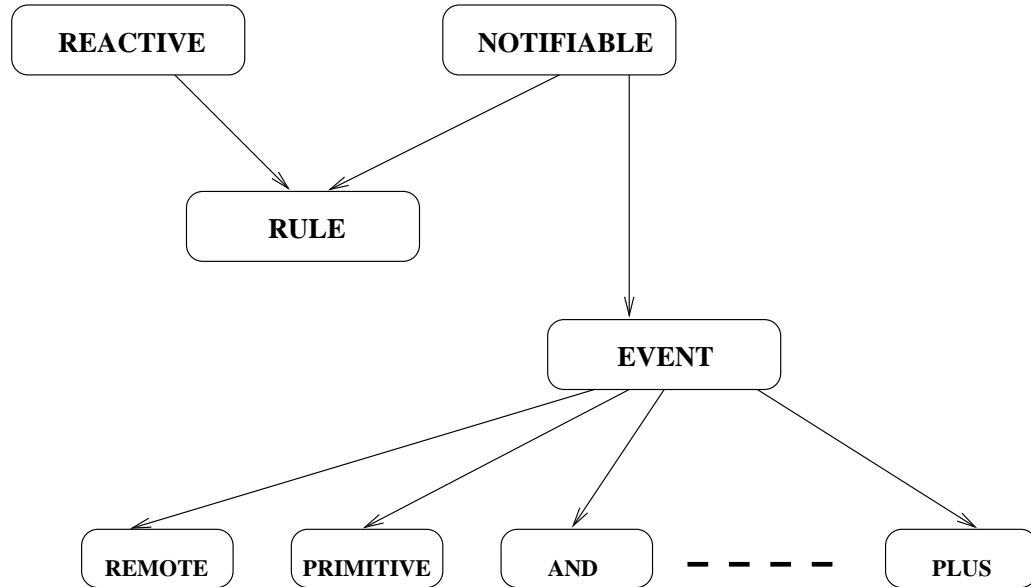 REACTIVE
NOTIFIABLE
RULE
EVENT
REMOTE
PRIMITIVE
AND
PLUS